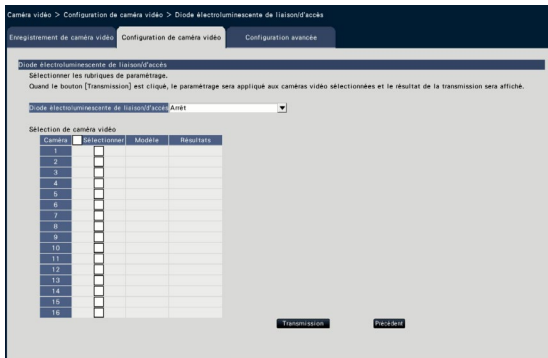 Caméra vidéo > Configuration de caméra vidéo > Diode électroluminescente de liaison/d'accès
Enregistrement de caméra vidéo Configuration de caméra vidéo Configuration avancée
Diode électroluminescente de liaison/d'accès
Sélectionner les rubriques de paramétrage.
Quand le bouton [Transmission] est cliqué, le paramétrage sera appliqué aux caméras vidéo sélectionnées et le résultat de la transmission sera affiché.
Diode électroluminescente de liaison/d'accès Arrêt
Sélection de caméra vidéo
Caméra Sélectionner Modèle Résultats
1
2
3
4
5
6
7
8
9
10
11
12
13
14
15
16
Transmission Précédent